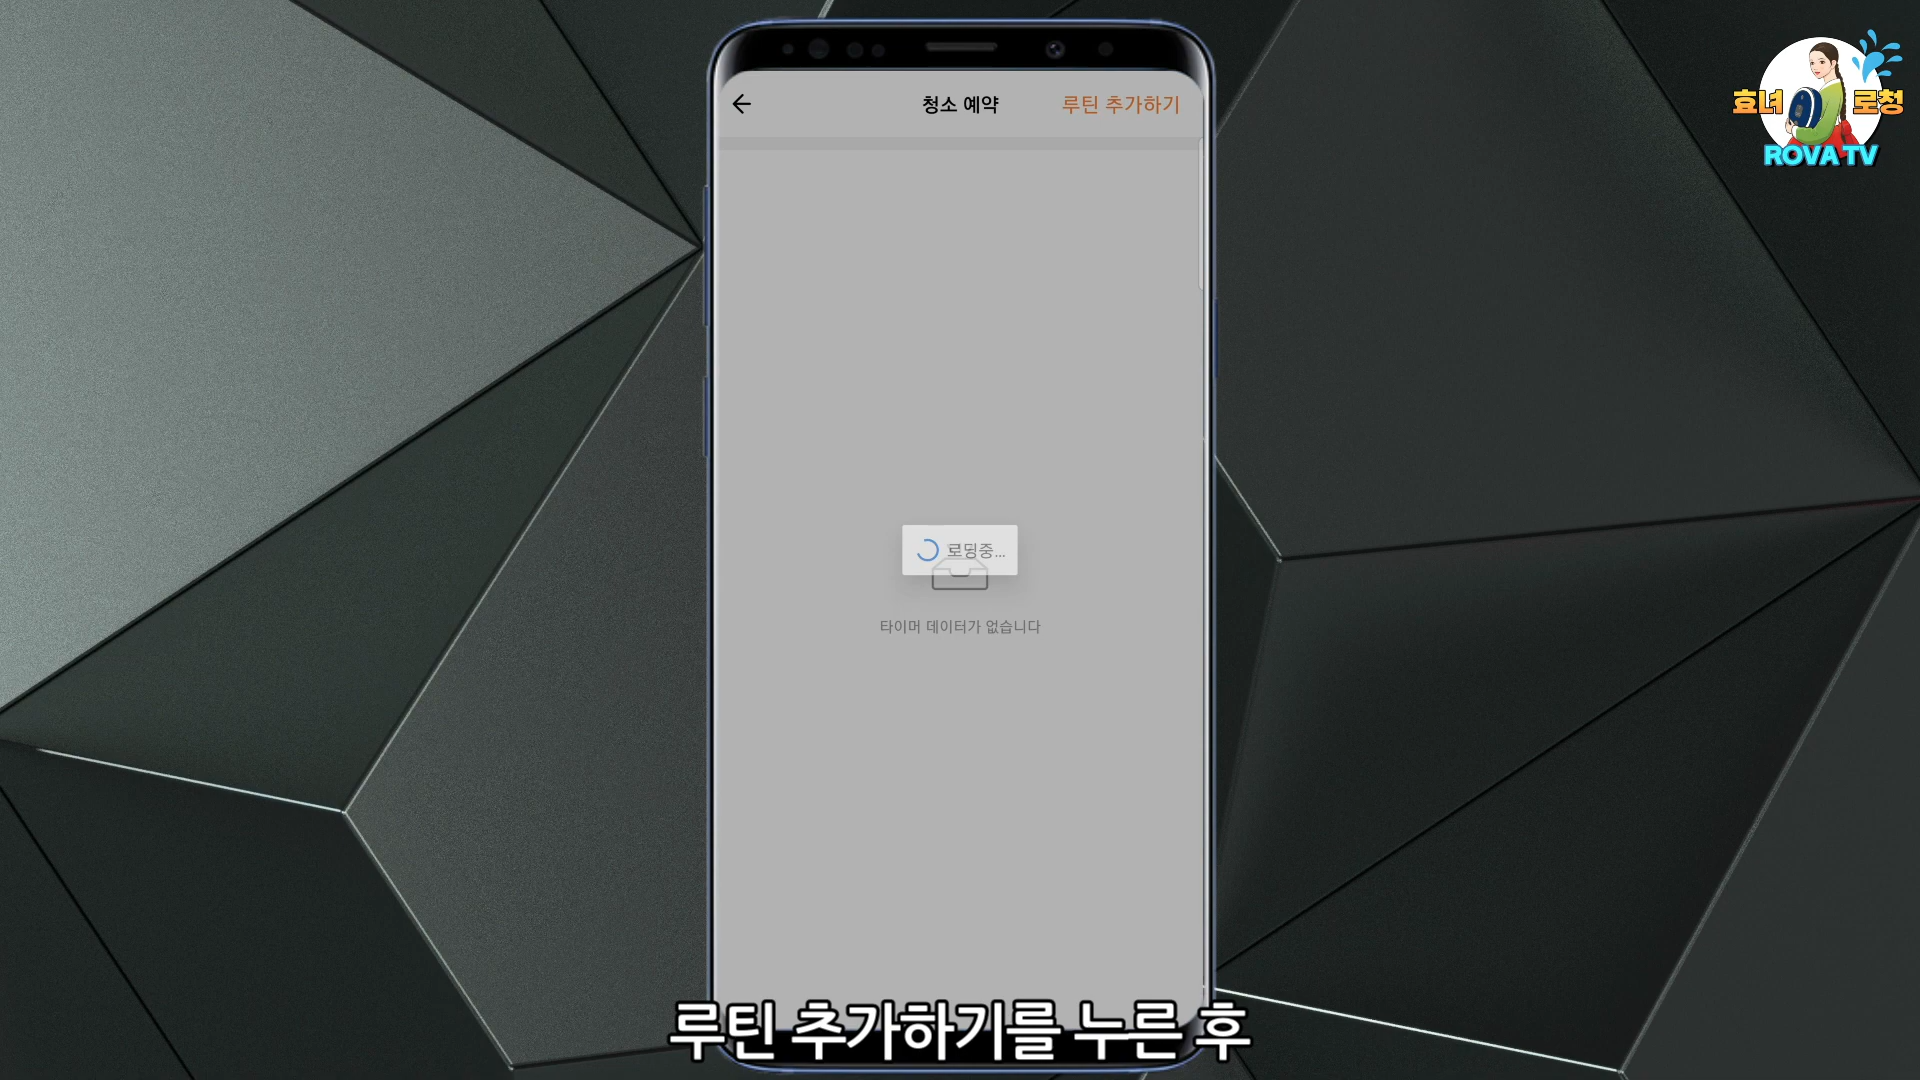 청소 예약
루틴 추가하기
효녀 로청
ROVA TV
로딩중...
타이머 데이터가 없습니다
루틴 추가하기를 누른 후